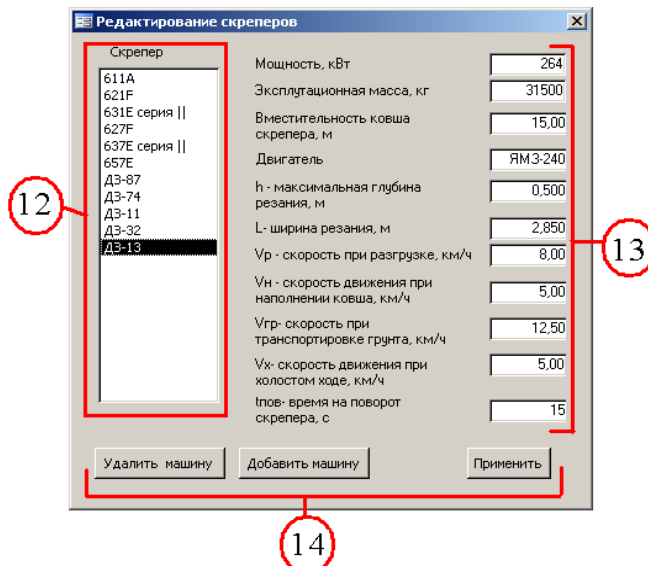 Редактирование скреперов
Скрепер
611A
621F
631E серия ||
627F
637E серия ||
657E
ДЗ-87
ДЗ-74
ДЗ-11
ДЗ-32
ДЗ-13
Мощность, кВт
264
Эксплутационная масса, кг
31500
Вместительность ковша
скрепера, м
15,00
Двигатель
ЯМЗ-240
h - максимальная глубина
резания, м
0,500
L- ширина резания, м
2,850
Vр - скорость при разгрузке, км/ч
8,00
Vн - скорость движения при
наполнении ковша, км/ч
5,00
Vгр- скорость при
транспортировке грунта, км/ч
12,50
Vх- скорость движения при
холостом ходе, км/ч
5,00
tпов- время на поворот
скрепера, с
15
Удалить машину
Добавить машину
Применить
12
13
14